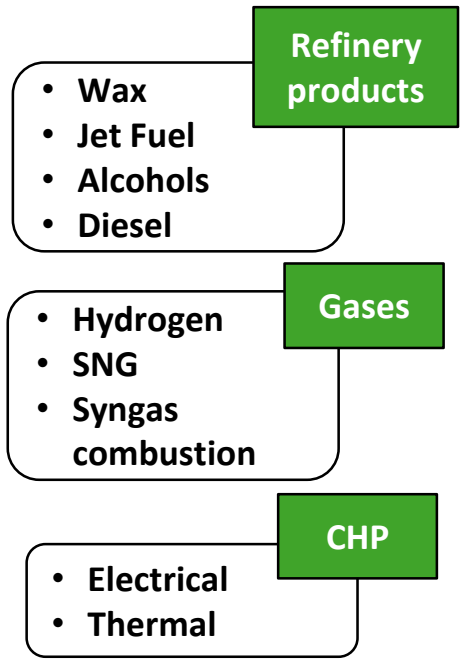 Refinery
products
• Wax
• Jet Fuel
• Alcohols
• Diesel
Gases
• Hydrogen
• SNG
• Syngas
combustion
CHP
• Electrical
• Thermal